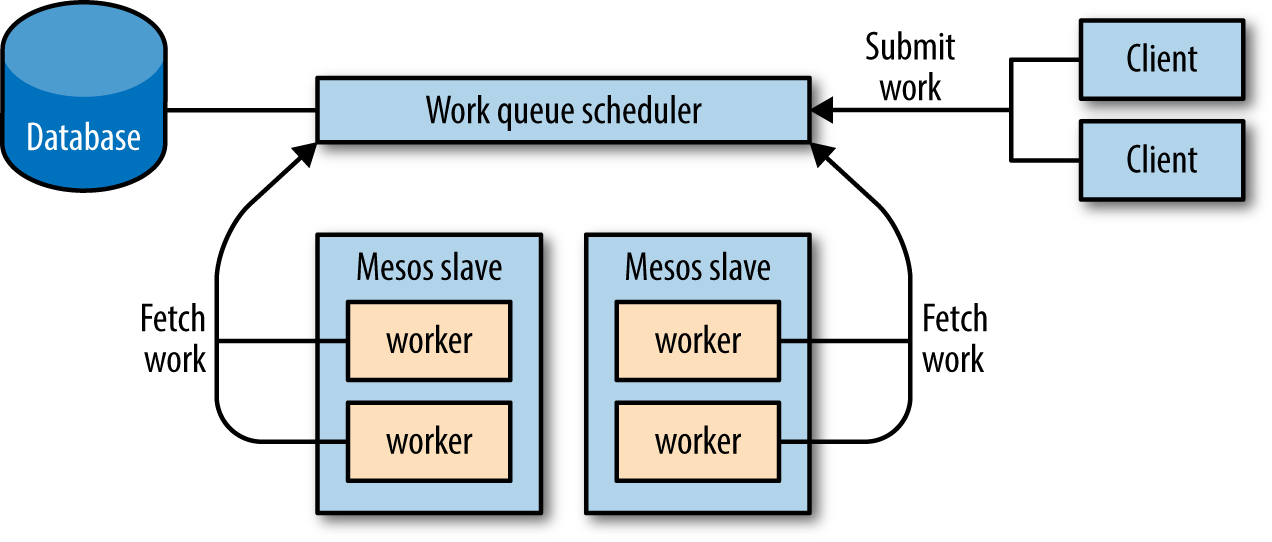 Submit
work
Client
Database
Work queue scheduler
Client
Mesos slave
Mesos slave
Fetch
work
worker
worker
Fetch
work
worker
worker